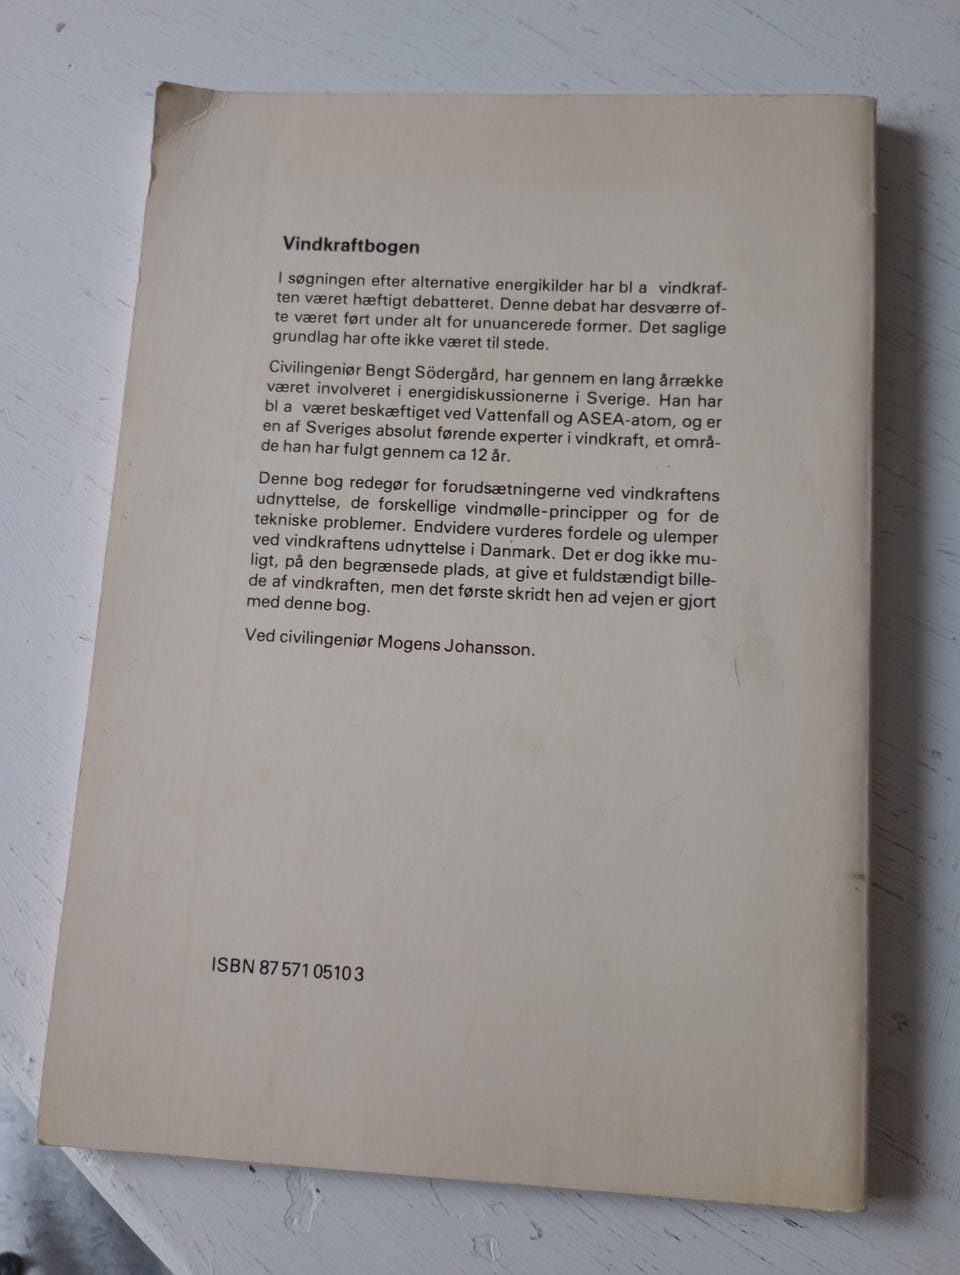 Vindkraftbogen
I søgningen efter alternative energikilder har bl a vindkraf-
ten været hæftigt debatteret. Denne debat har desværre of-
te været ført under alt for unuancerede former. Det saglige
grundlag har ofte ikke været til stede.
Civilingeniør Bengt Södergård, har gennem en lang årrække
været involveret i energidiskussionerne i Sverige. Han har
bl a været beskæftiget ved Vattenfall og ASEA-atom, og er
en af Sveriges absolut førende experter i vindkraft, et områ-
de han har fulgt gennem ca 12 år.
Denne bog redegør for forudsætningerne ved vindkraftens
udnyttelse, de forskellige vindmølle-principper og for de
tekniske problemer. Endvidere vurderes fordele og ulemper
ved vindkraftens udnyttelse i Danmark. Det er dog ikke mu-
ligt, på den begrænsede plads, at give et fuldstændigt bille-
de af vindkraften, men det første skridt hen ad vejen er gjort
med denne bog.
Ved civilingeniør Mogens Johansson.
ISBN 87 571 0510 3